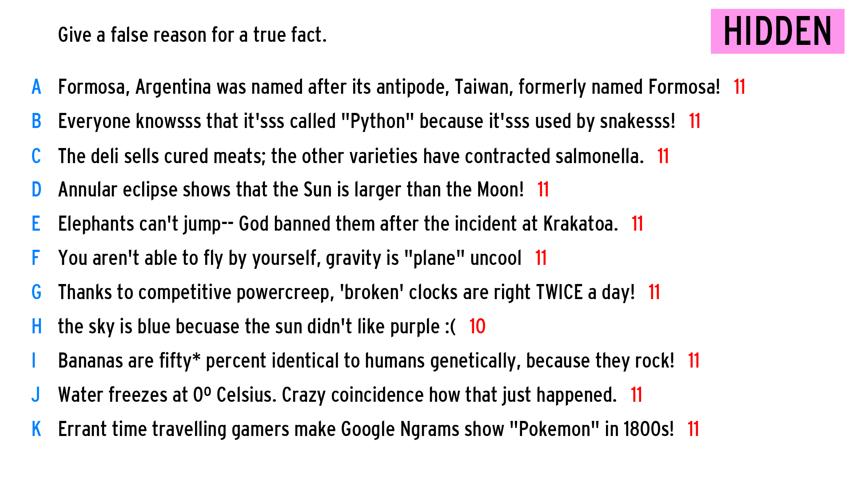 Give a false reason for a true fact.
HIDDEN
A Formosa, Argentina was named after its antipode, Taiwan, formerly named Formosa! 11
B Everyone knowsss that it'sss called "Python" because it'sss used by snakesss! 11
C The deli sells cured meats; the other varieties have contracted salmonella. 11
D Annular eclipse shows that the Sun is larger than the Moon! 11
E Elephants can't jump-- God banned them after the incident at Krakatoa. 11
F You aren't able to fly by yourself, gravity is "plane" uncool 11
G Thanks to competitive powercreep, 'broken' clocks are right TWICE a day! 11
H the sky is blue becuase the sun didn't like purple :( 10
I Bananas are fifty* percent identical to humans genetically, because they rock! 11
J Water freezes at 0º Celsius. Crazy coincidence how that just happened. 11
K Errant time travelling gamers make Google Ngrams show "Pokemon" in 1800s! 11